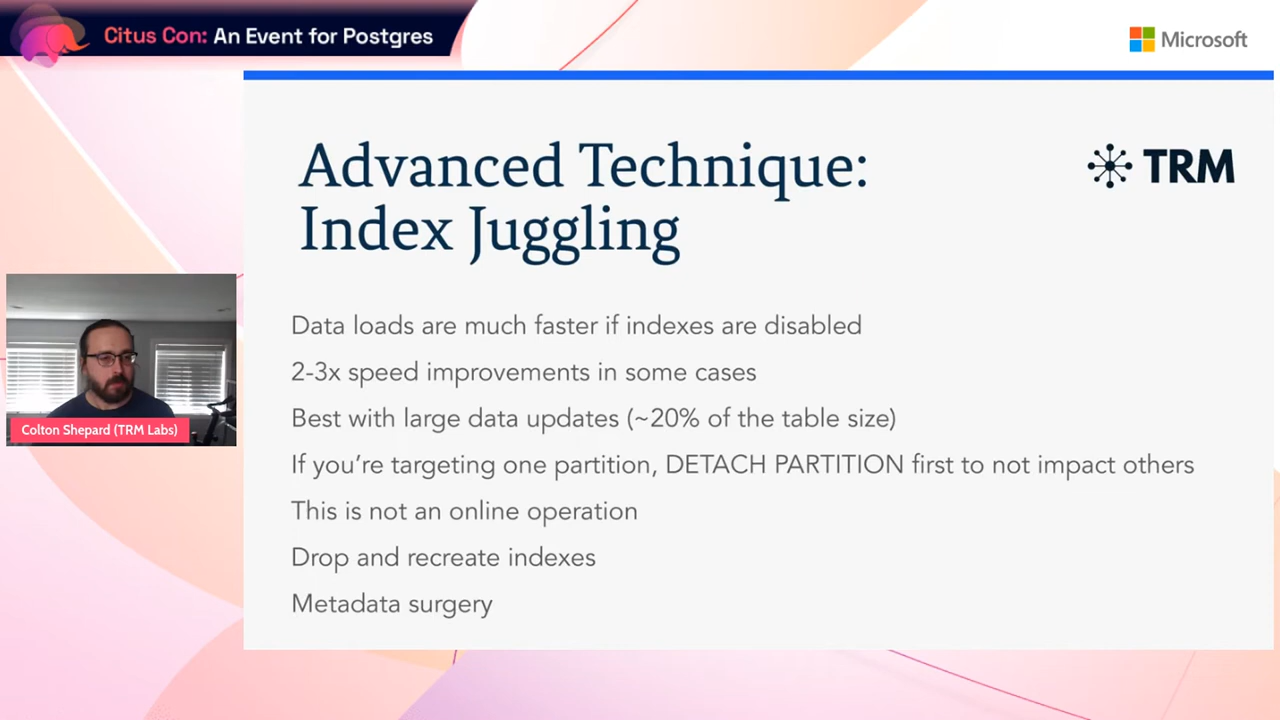 Citus Con: An Event for Postgres
Microsoft
Advanced Technique:
Index Juggling
TRM
Data loads are much faster if indexes are disabled
2-3x speed improvements in some cases
Best with large data updates (~20% of the table size)
If you’re targeting one partition, DETACH PARTITION first to not impact others
This is not an online operation
Drop and recreate indexes
Metadata surgery
Colton Shepard (TRM Labs)